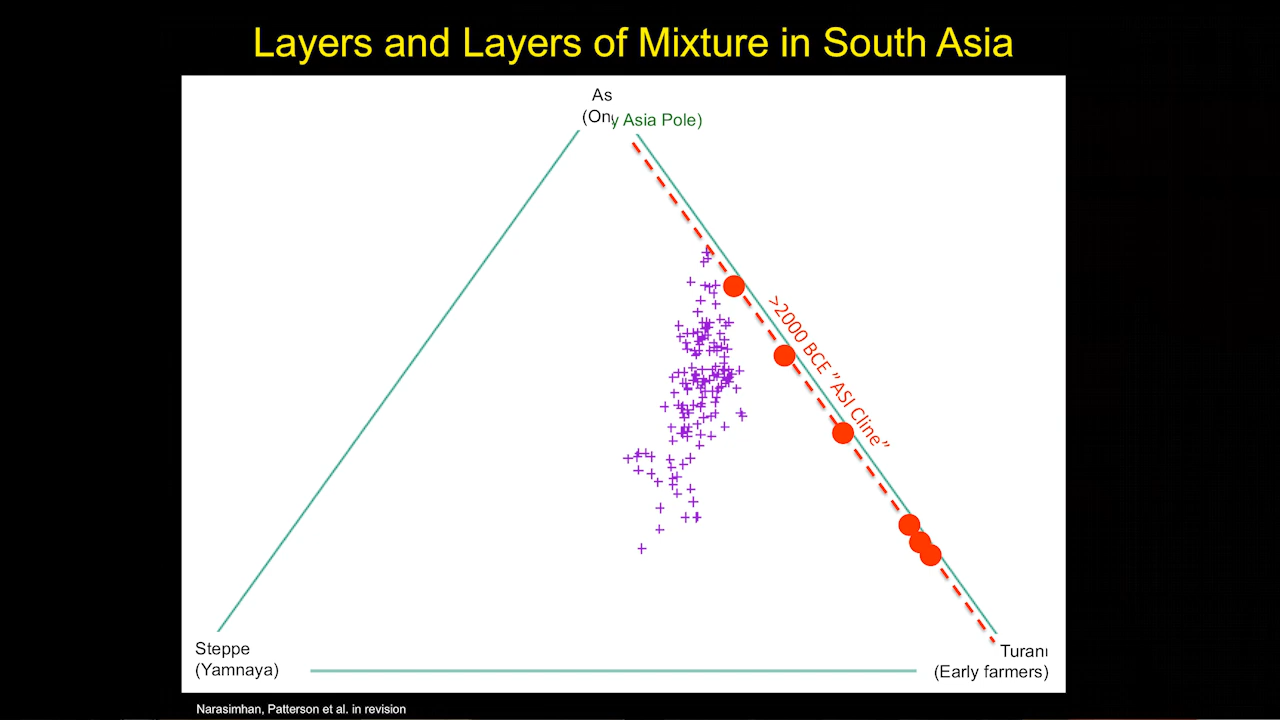 Layers and Layers of Mixture in South Asia
As
(Ony Asia Pole)
>2000 BCE "ASI Cline"
Steppe
(Yamnaya)
Turan
(Early farmers)
Narasimhan, Patterson et al. in revision